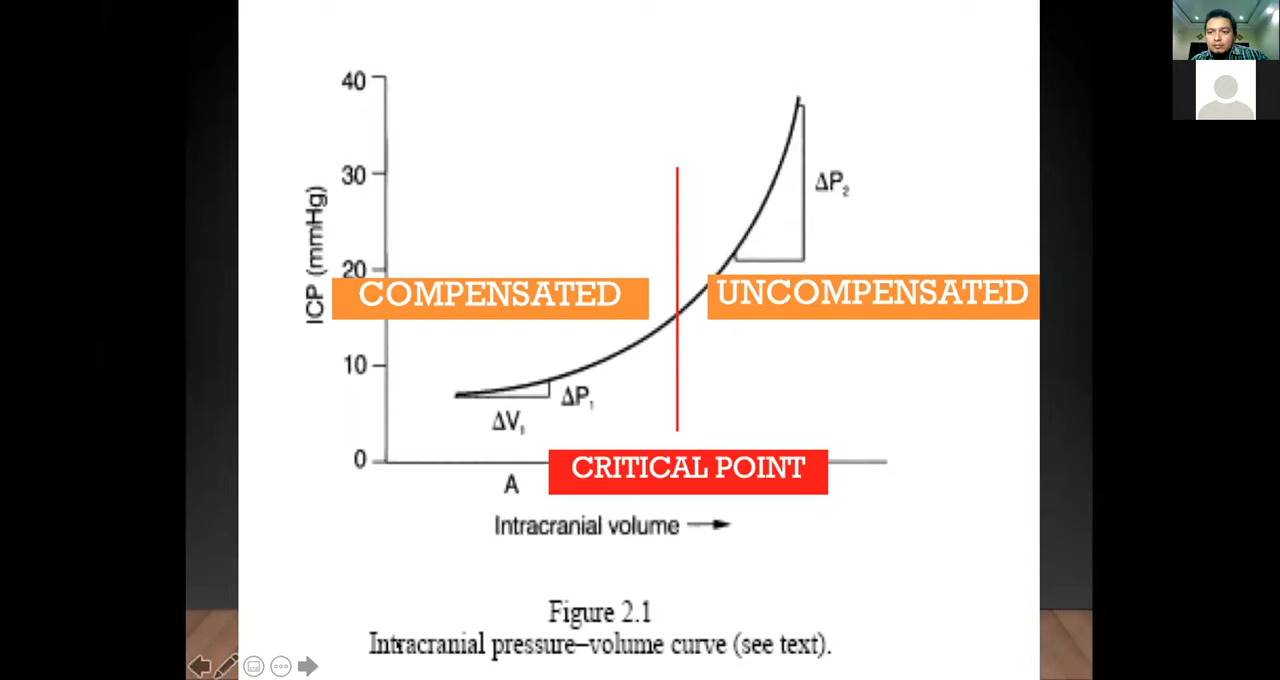 40
30
ΔP₂
ICP (mmHg)
20
COMPENSATED
UNCOMPENSATED
10
ΔP₁
ΔV₁
0
CRITICAL POINT
A
Intracranial volume
Figure 2.1
Intracranial pressure–volume curve (see text).